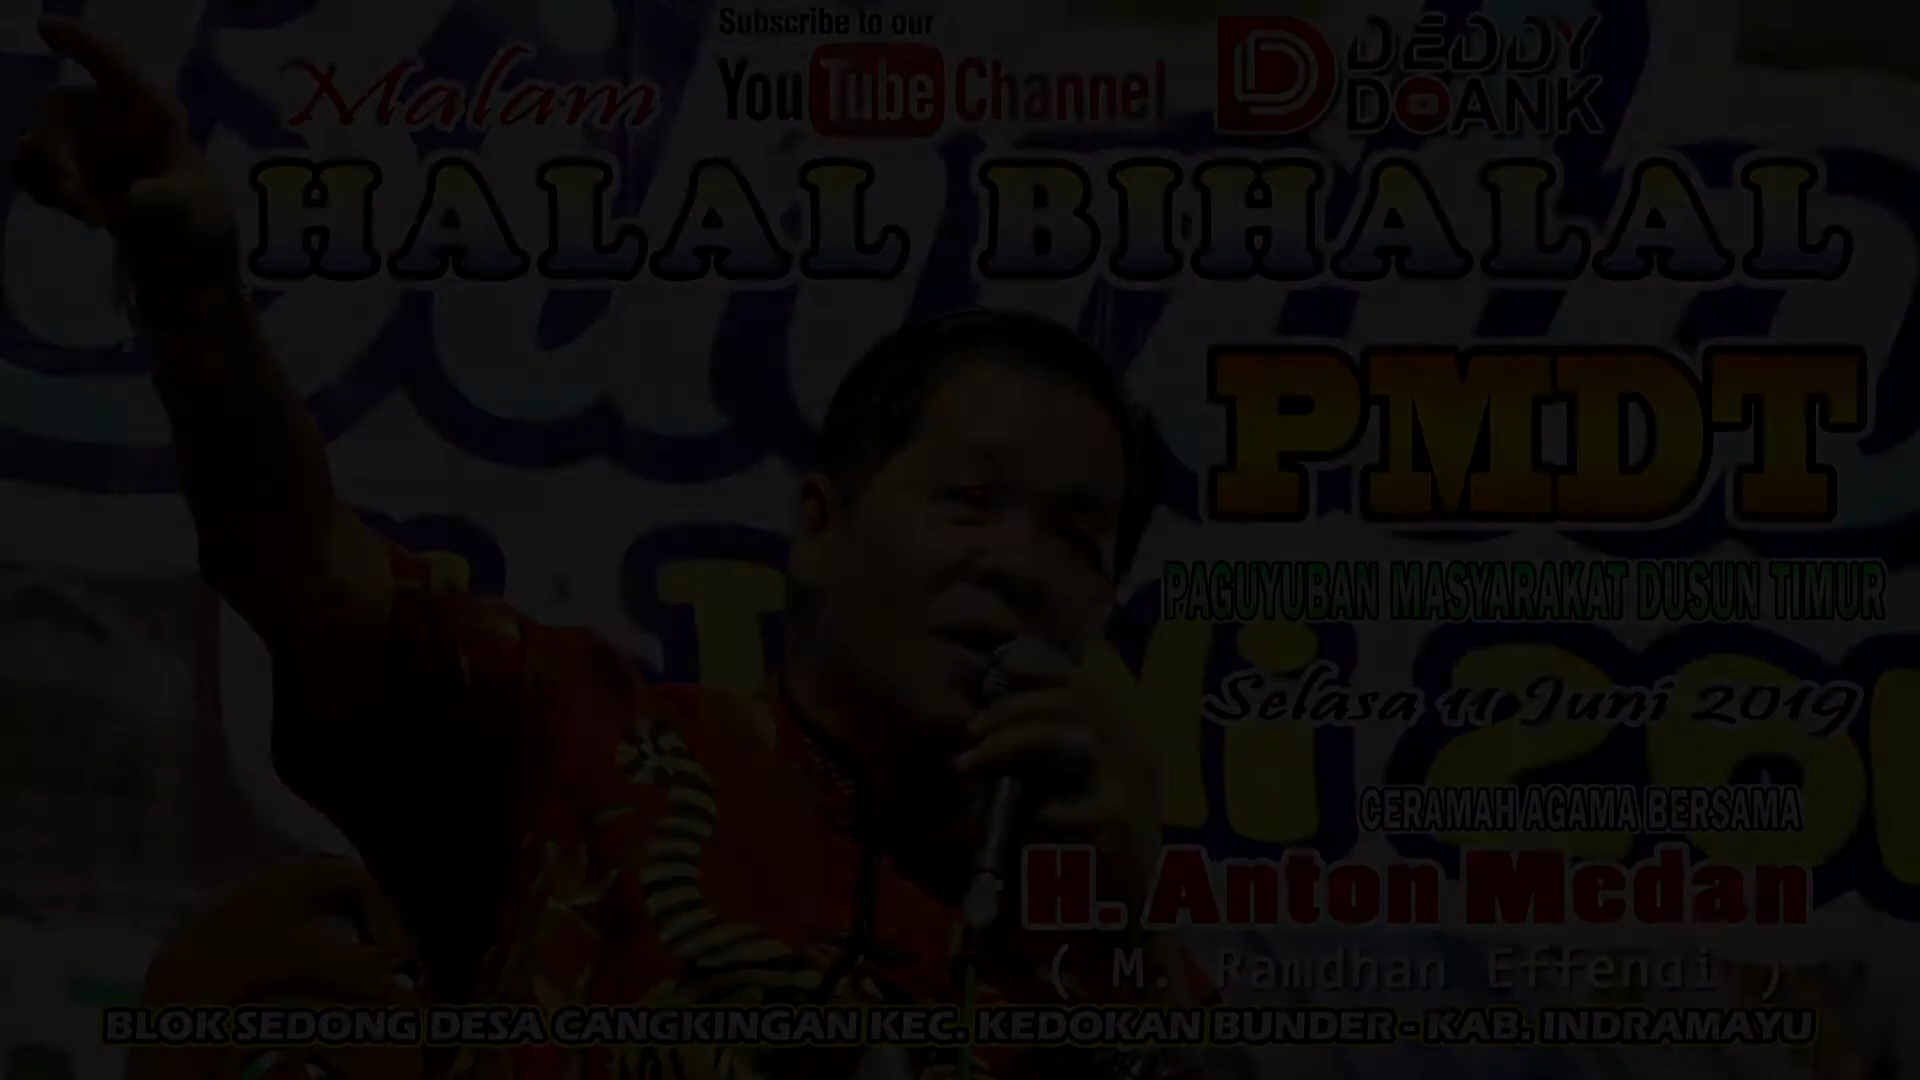 Subscribe to our
Malam YouTube Channel DEDDY DOANK
HALAL BIHALAL
PMDT
PAGUYUBAN MASYARAKAT DUSUN TIMUR
Selasa 11 Juni 2019
CERAMAH AGAMA BERSAMA
H. Anton Medan
( M. Ramdhan Effendi )
BLOK SEDONG DESA CANGKINGAN KEC. KEDOKAN BUNDER - KAB. INDRAMAYU